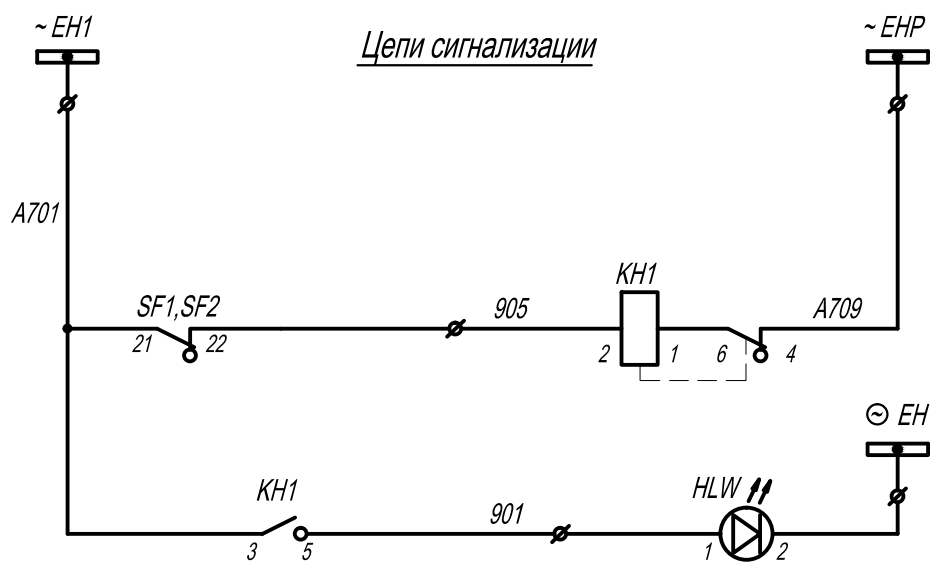 ~ EH1
Цепи сигнализации
~ EHP
A701
SF1,SF2
905
KH1
A709
21
22
2
1
6
4
~ EH
KH1
901
HLW
3
5
1
2